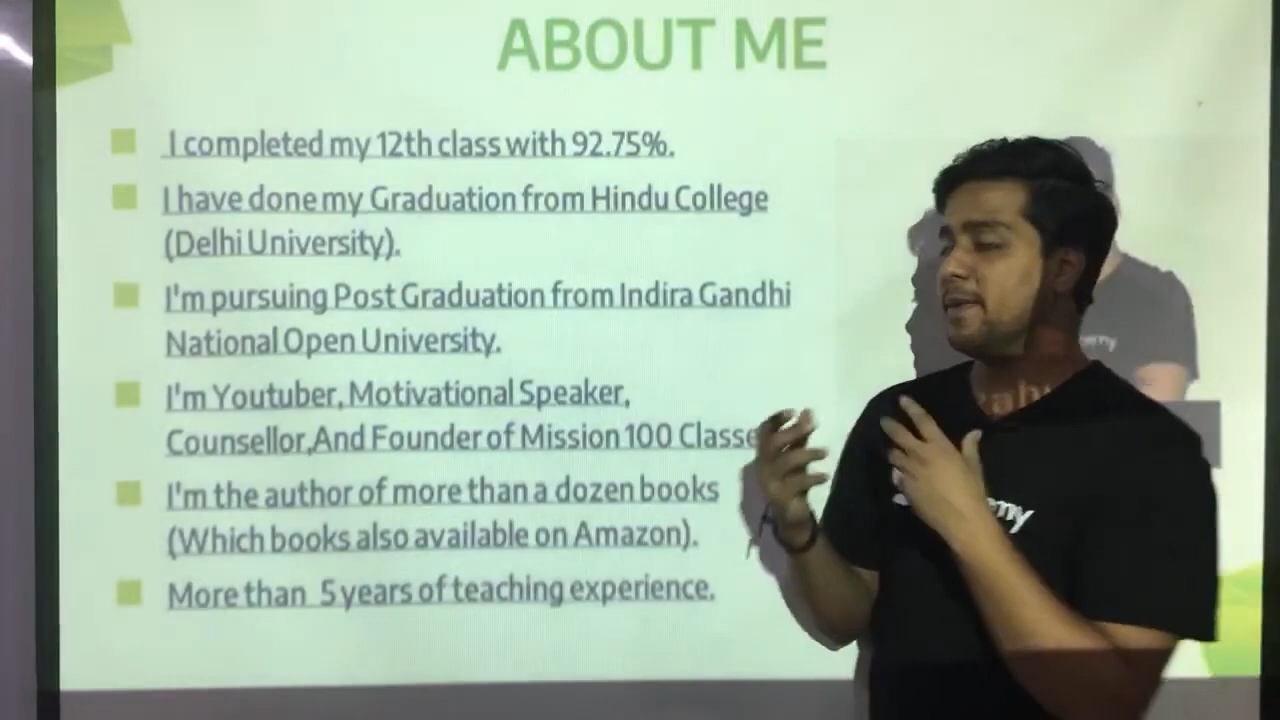 ABOUT ME
I completed my 12th class with 92.75%.
I have done my Graduation from Hindu College
(Delhi University).
I'm pursuing Post Graduation from Indira Gandhi
National Open University.
I'm Youtuber, Motivational Speaker,
Counsellor,And Founder of Mission 100
I'm the author of more than a dozen books
(Which books also available on Amazon).
More than 5 years of teaching experience.